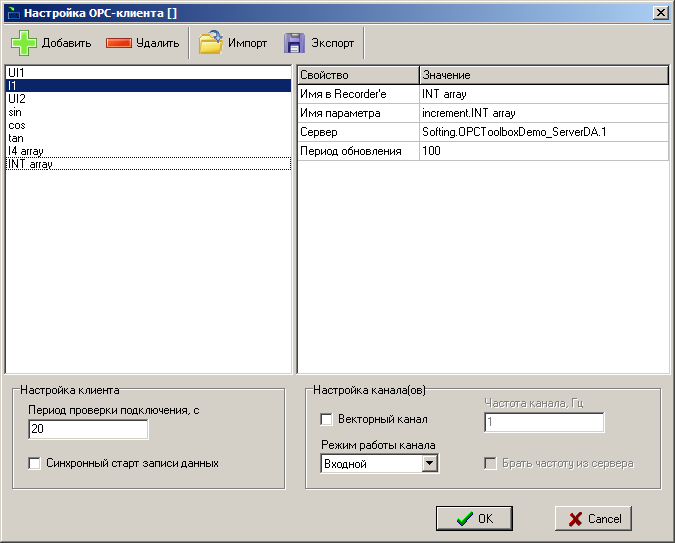 Настройка OPC-клиента []
Добавить Удалить Импорт Экспорт
UI1
I1
UI2
sin
cos
tan
I4 array
INT array
Свойство Значение
Имя в Recorder'е INT array
Имя параметра increment.INT array
Сервер Softing.OPCToolboxDemo_ServerDA.1
Период обновления 100
Настройка клиента
Период проверки подключения, с
20
Синхронный старт записи данных
Настройка канала(ов)
Векторный канал
Частота канала, Гц
1
Режим работы канала
Входной
Брать частоту из сервера
OK Cancel